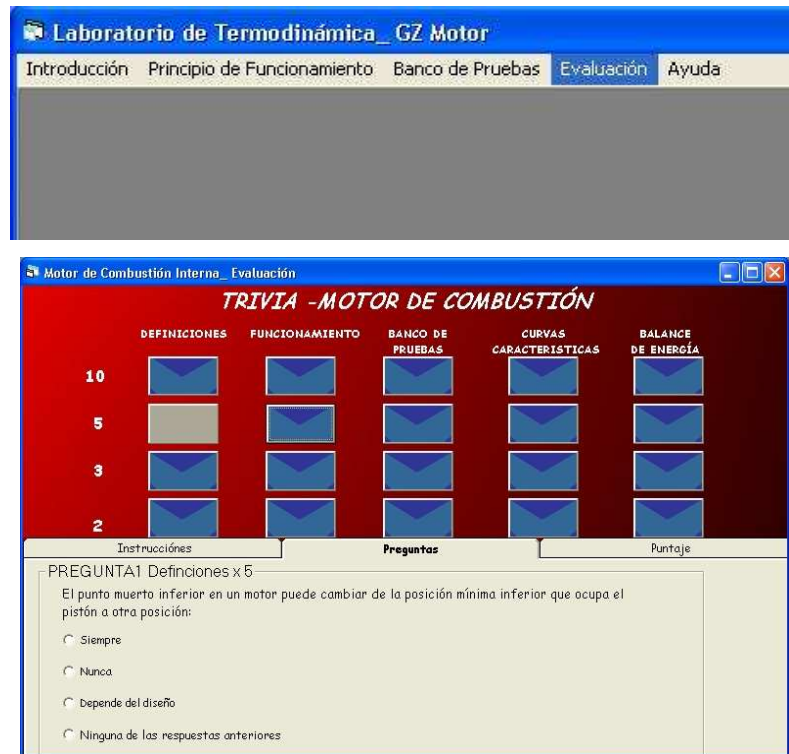 Laboratorio de Termodinámica_ GZ Motor
Introducción Principio de Funcionamiento Banco de Pruebas Evaluación Ayuda
Motor de Combustión Interna_ Evaluación
TRIVIA -MOTOR DE COMBUSTIÓN
DEFINICIONES FUNCIONAMIENTO BANCO DE PRUEBAS CURVAS CARACTERISTICAS BALANCE DE ENERGÍA
10
5
3
2
Instrucciónes Preguntas Puntaje
PREGUNTA1 Definciones x 5
El punto muerto inferior en un motor puede cambiar de la posición mínima inferior que ocupa el
pistón a otra posición:
Siempre
Nunca
Depende del diseño
Ninguna de las respuestas anteriores